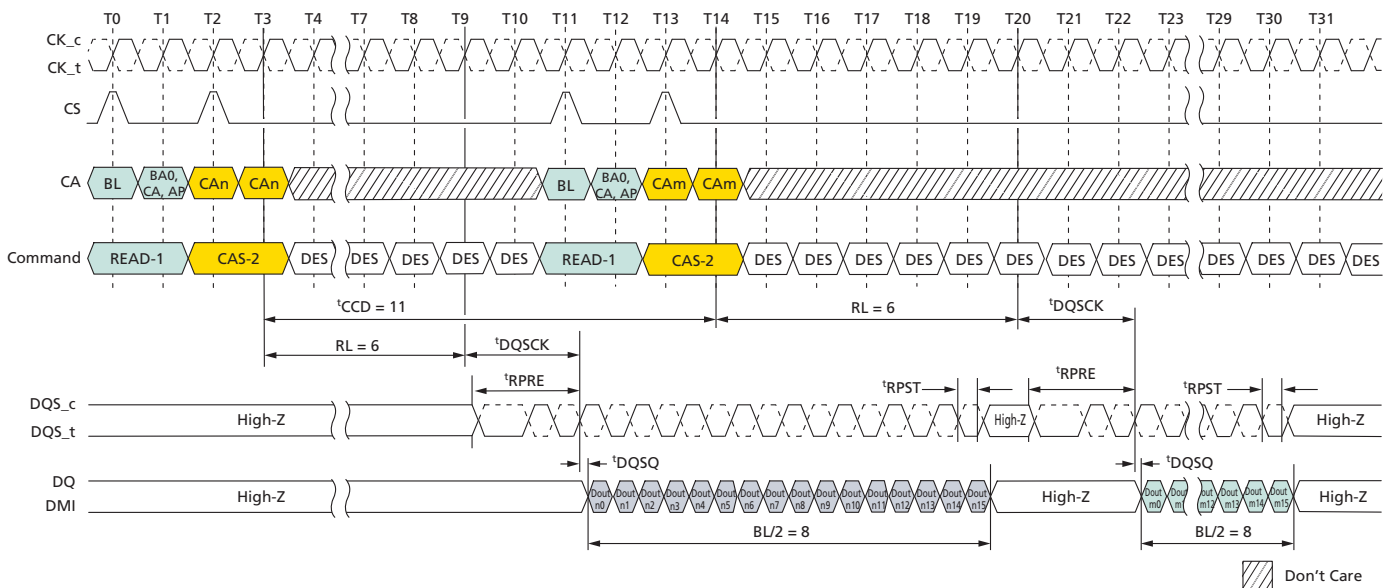 T0 T1 T2 T3 T4 T7 T8 T9 T10 T11 T12 T13 T14 T15 T16 T17 T18 T19 T20 T21 T22 T23 T29 T30 T31
CK_c
CK_t
CS
CA
BL BA0, CA, AP CAn CAn BL BA0, CA, AP CAm CAm
Command READ-1 CAS-2 DES DES DES DES DES READ-1 CAS-2 DES DES DES DES DES DES DES DES DES DES DES DES DES
tCCD = 11 RL = 6 tDQSCK
RL = 6 tDQSCK
tRPRE tRPST tRPRE tRPST
DQS_c
DQS_t
High-Z High-Z High-Z
tDQSQ tDQSQ
DQ
DMI
High-Z Dout n0 Dout n1 Dout n2 Dout n3 Dout n4 Dout n5 Dout n6 Dout n7 Dout n8 Dout n9 Dout n10 Dout n11 Dout n12 Dout n13 Dout n14 Dout n15 High-Z Dout m0 Dout m12 Dout m13 Dout m14 Dout m15 High-Z
BL/2 = 8 BL/2 = 8
Don't Care